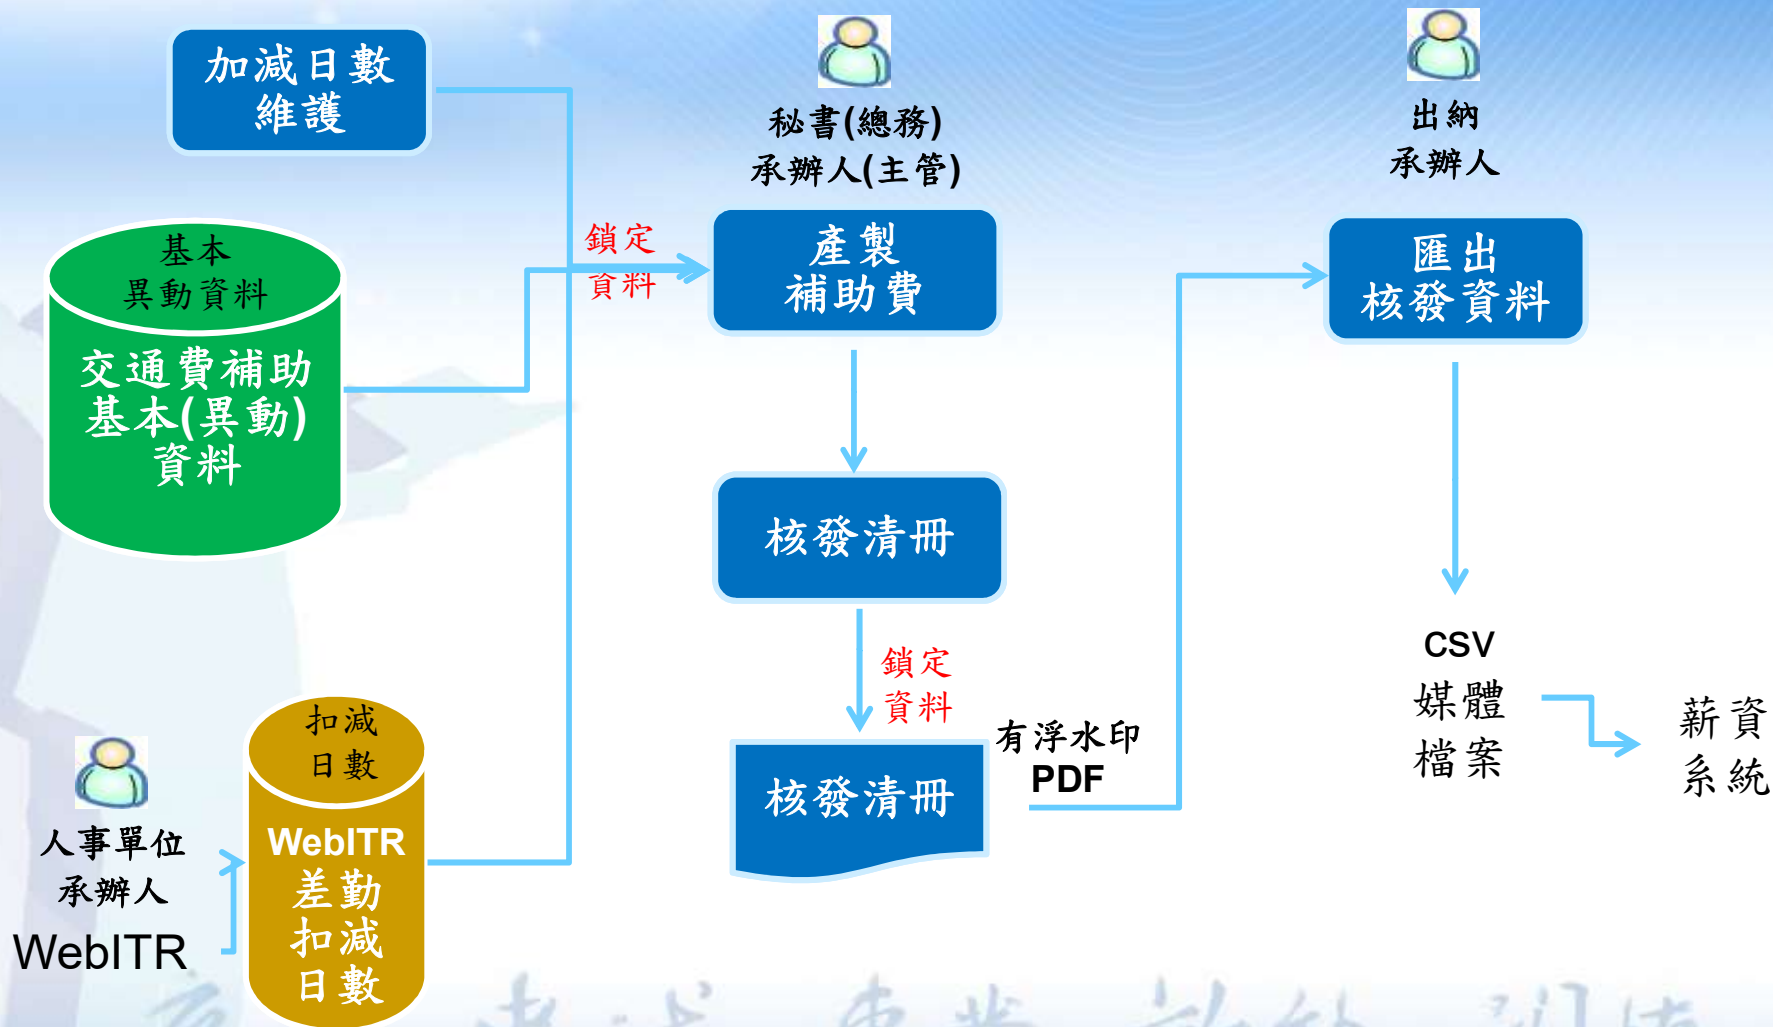 加減日數
維護
秘書(總務)
承辦人(主管)
出納
承辦人
基本
異動資料
交通費補助
基本(異動)
資料
鎖定
資料
產製
補助費
匯出
核發資料
核發清冊
鎖定
資料
核發清冊
有浮水印
PDF
CSV
媒體
檔案
薪資
系統
人事單位
承辦人
WebITR
扣減
日數
WebITR
差勤
扣減
日數